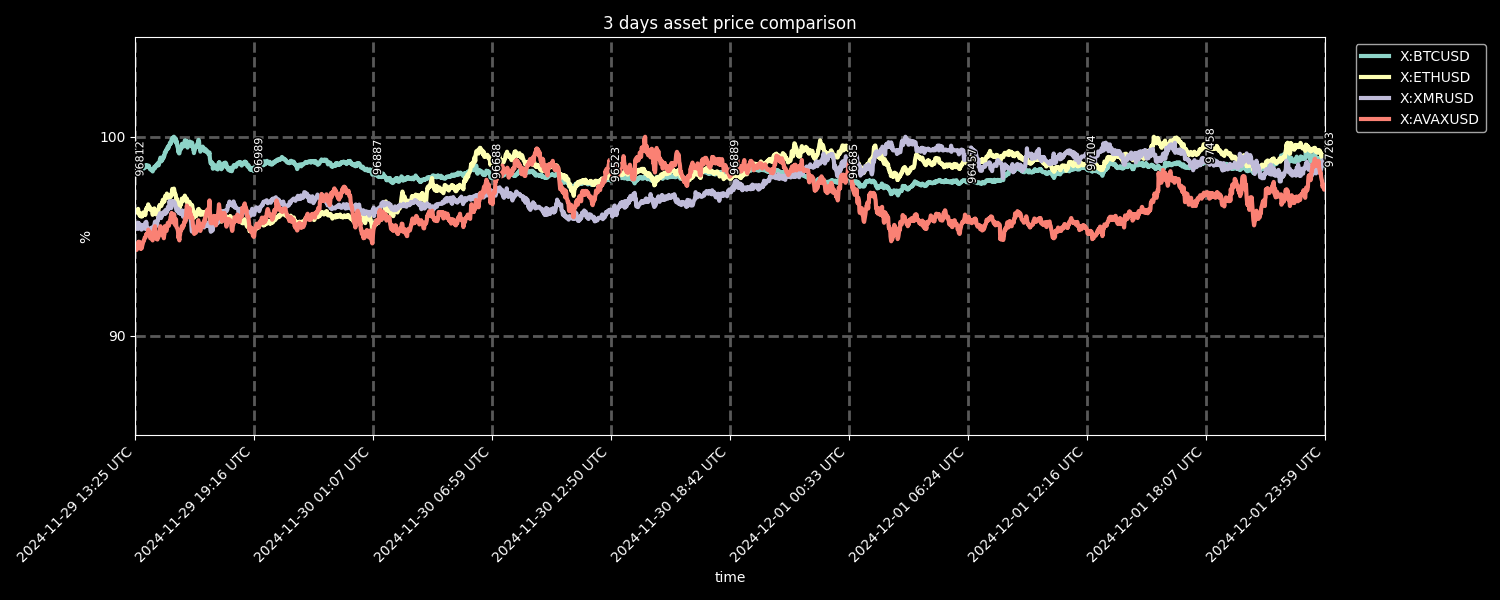 3 days asset price comparison
X:BTCUSD
X:ETHUSD
X:XMRUSD
X:AVAXUSD
100
90
%
96812
96989
96887
96688
96523
96889
96685
96457
97104
97458
97263
2024-11-29 13:25 UTC
2024-11-29 19:16 UTC
2024-11-30 01:07 UTC
2024-11-30 06:59 UTC
2024-11-30 12:50 UTC
2024-11-30 18:42 UTC
2024-12-01 00:33 UTC
2024-12-01 06:24 UTC
2024-12-01 12:16 UTC
2024-12-01 18:07 UTC
2024-12-01 23:59 UTC
time